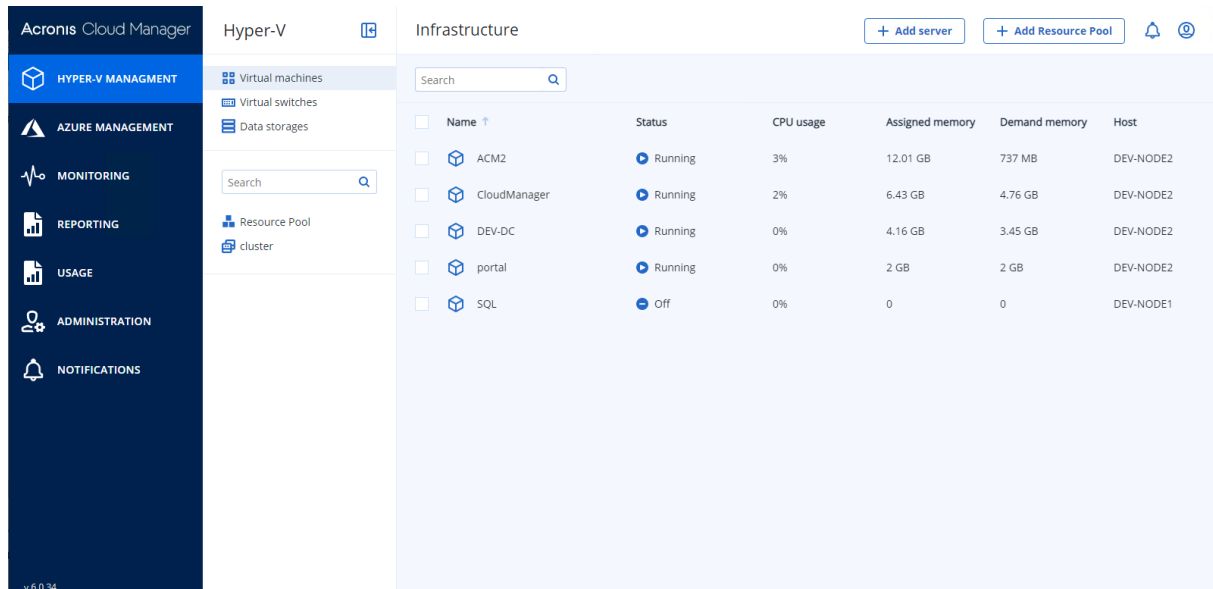 Acronis Cloud Manager
HYPER-V MANAGMENT
AZURE MANAGEMENT
MONITORING
REPORTING
USAGE
ADMINISTRATION
NOTIFICATIONS
v 6.0.34
Hyper-V
Virtual machines
Virtual switches
Data storages
Search
Resource Pool
cluster
Infrastructure
+ Add server + Add Resource Pool
Search
Name ↑ Status CPU usage Assigned memory Demand memory Host
ACM2 Running 3% 12.01 GB 737 MB DEV-NODE2
CloudManager Running 2% 6.43 GB 4.76 GB DEV-NODE2
DEV-DC Running 0% 4.16 GB 3.45 GB DEV-NODE2
portal Running 0% 2 GB 2 GB DEV-NODE2
SQL Off 0% 0 0 DEV-NODE1